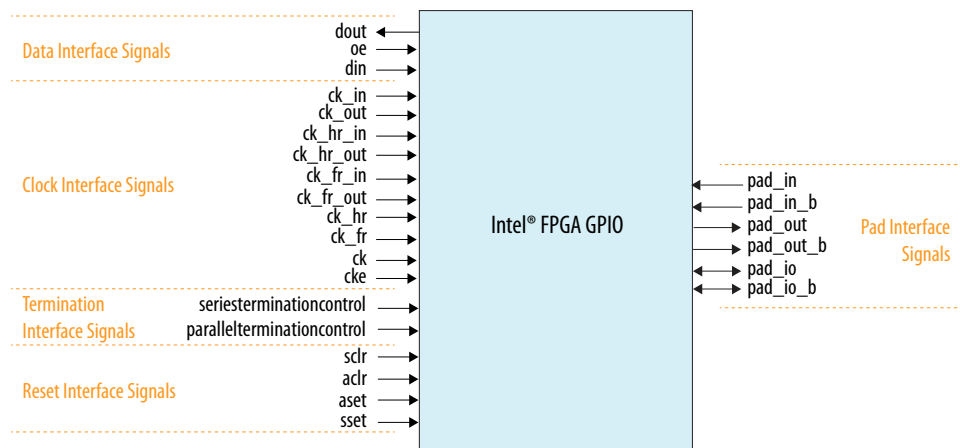 dout
Data Interface Signals
oe
din
ck_in
ck_out
ck_hr_in
ck_hr_out
ck_fr_in
Clock Interface Signals
ck_fr_out
ck_hr
ck_fr
ck
cke
Termination
Interface Signals
seriesterminationcontrol
parallelterminationcontrol
sclr
Reset Interface Signals
aclr
aset
sset
Intel® FPGA GPIO
pad_in
pad_in_b
pad_out
pad_out_b
pad_io
pad_io_b
Pad Interface
Signals